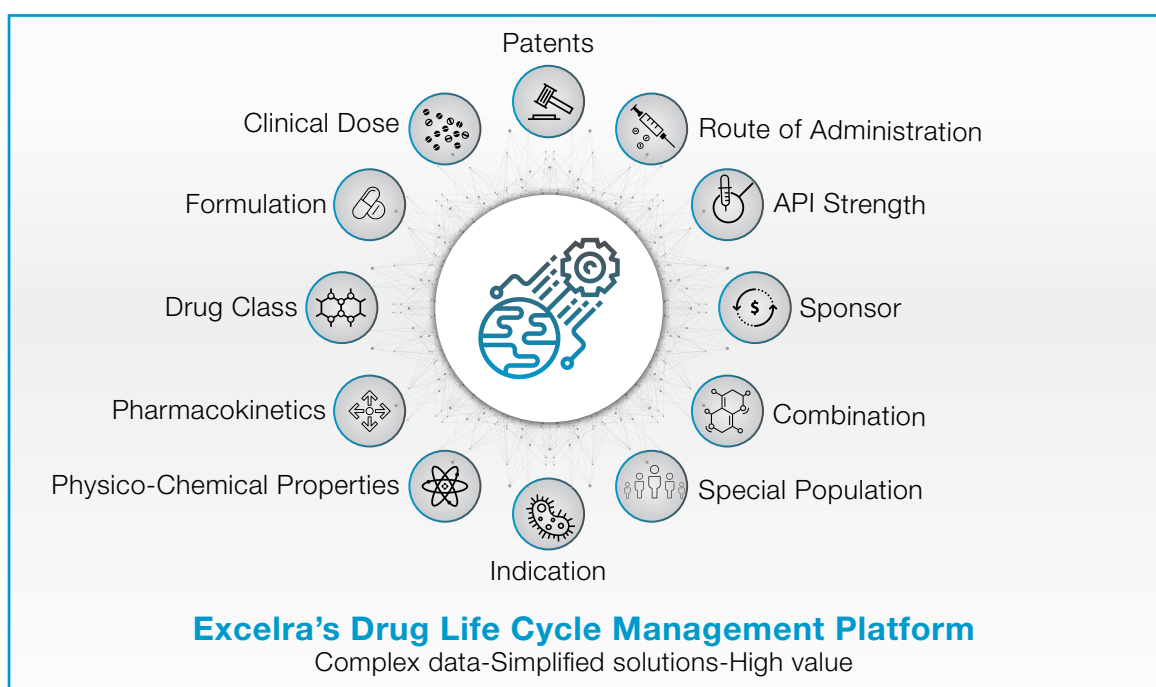 Patents
Clinical Dose
Route of Administration
Formulation
API Strength
Drug Class
$
Sponsor
Pharmacokinetics
Combination
Physico-Chemical Properties
Special Population
Indication
Excelra’s Drug Life Cycle Management Platform
Complex data-Simplified solutions-High value